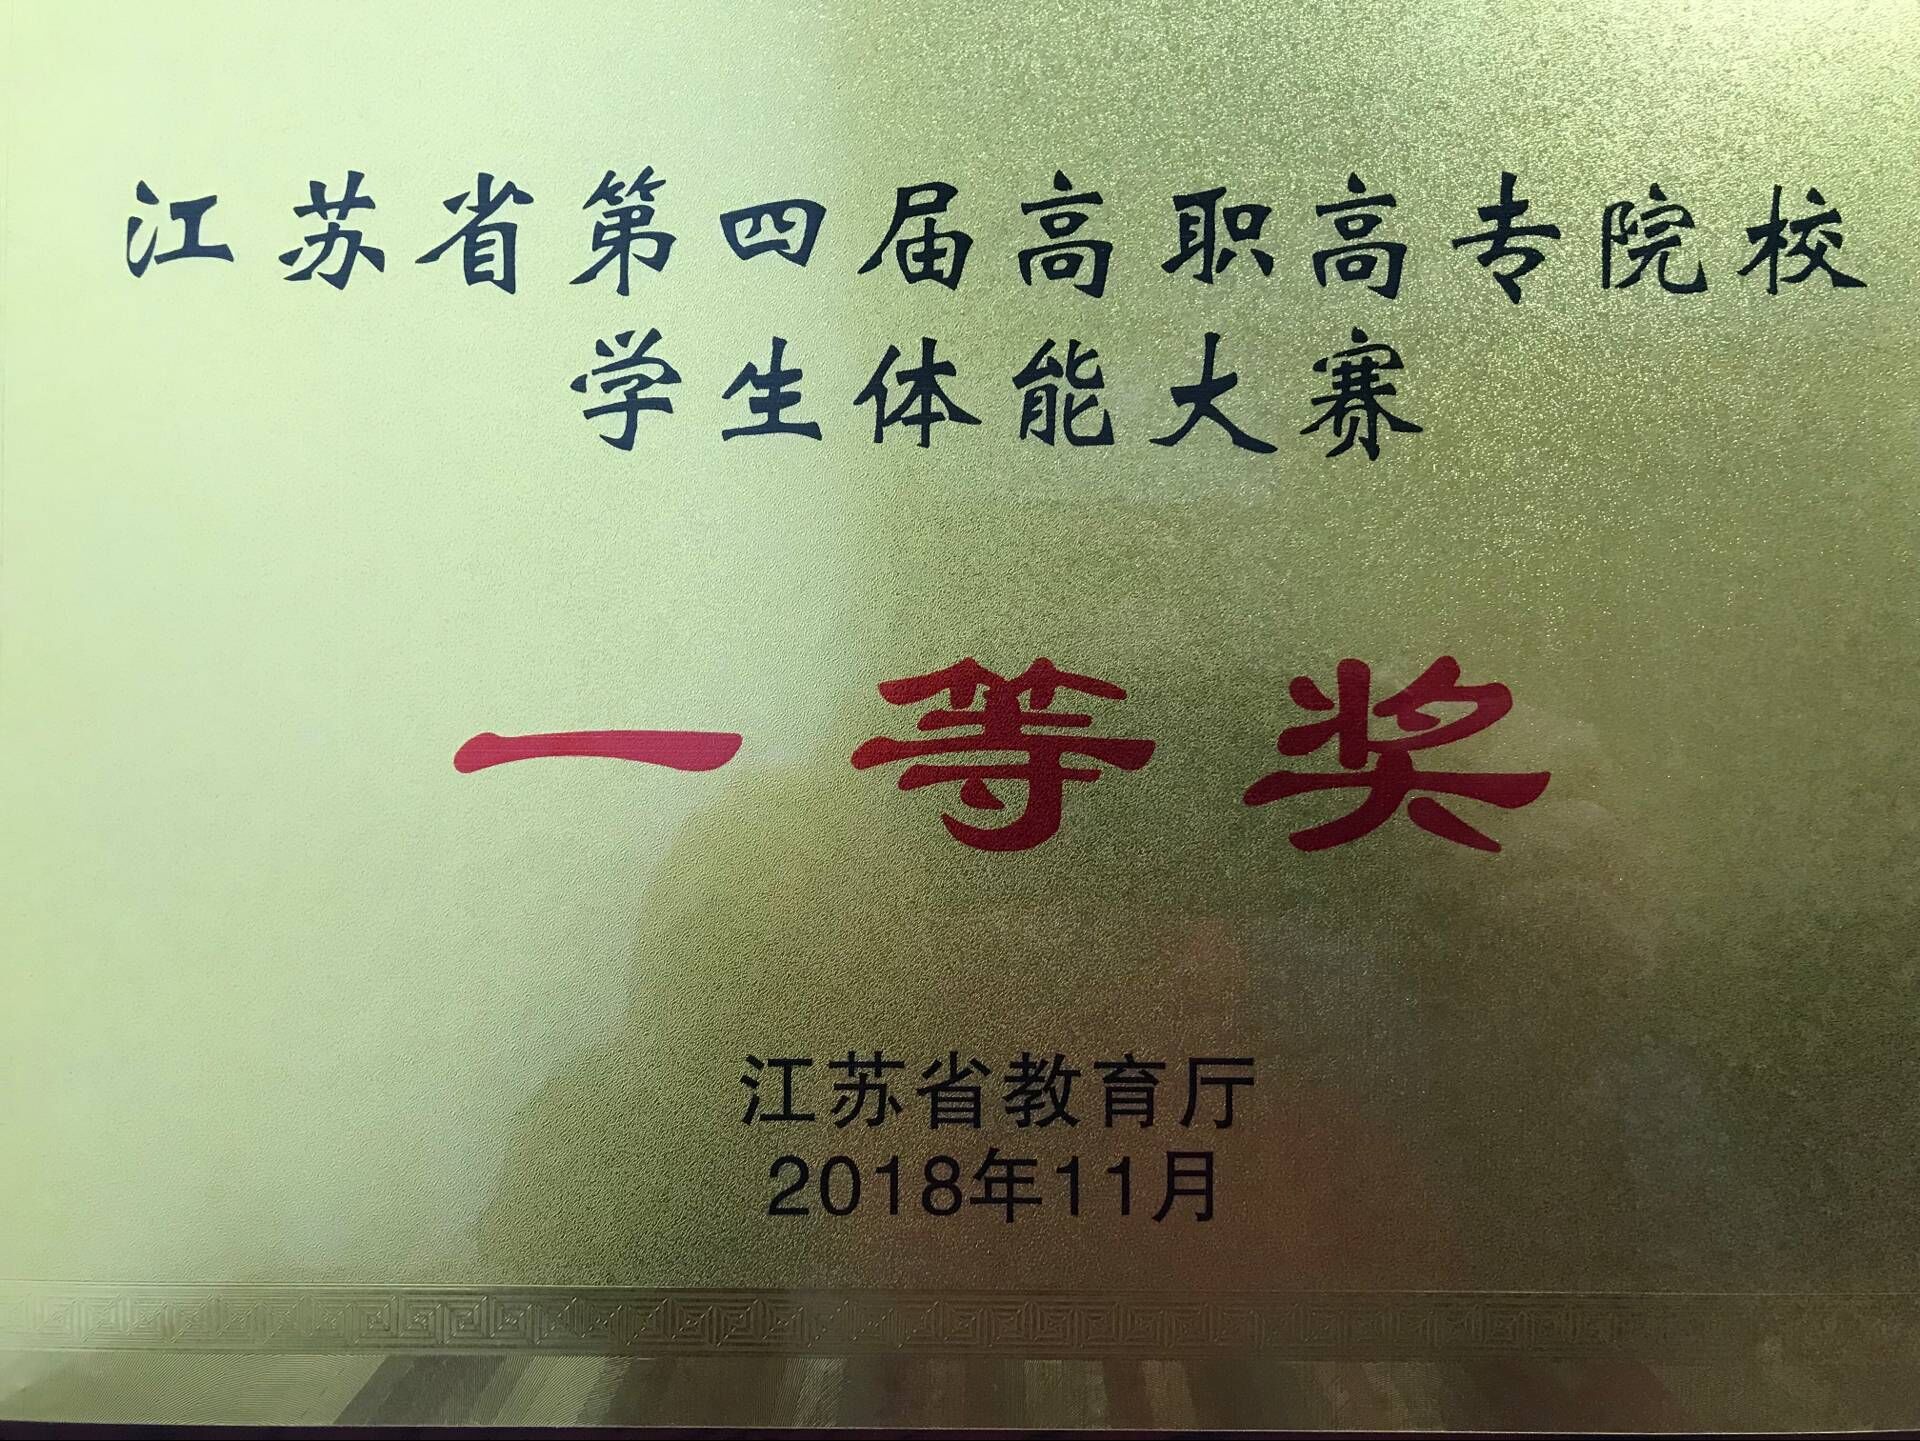 江苏省第四届高职高专院校
学生体能大赛
一等奖
江苏省教育厅
2018年11月